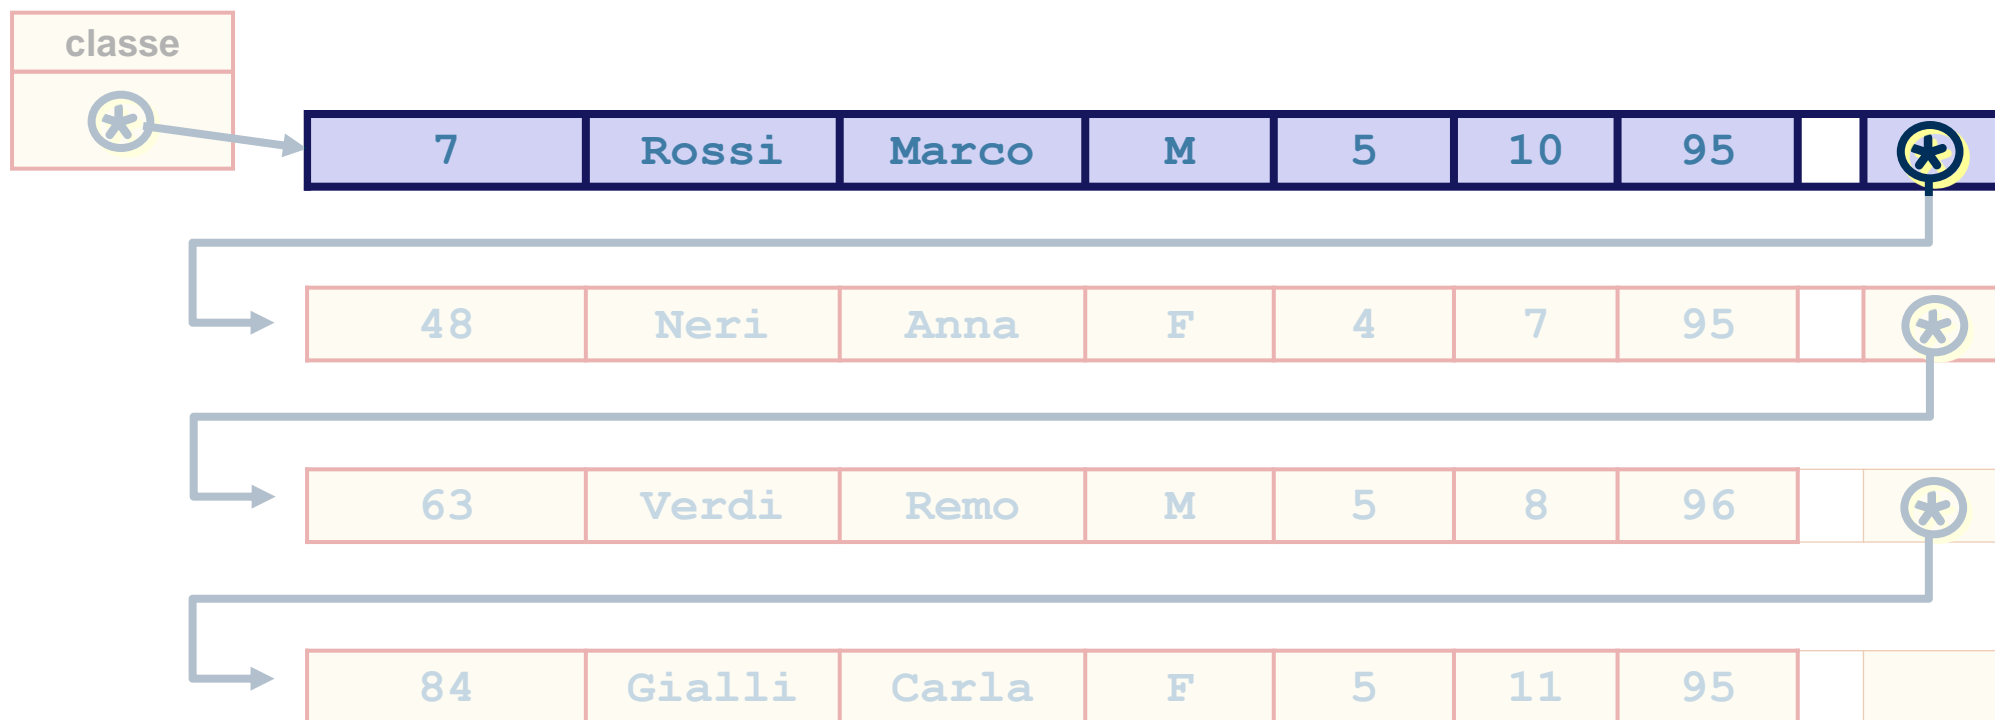 classe
7 Rossi Marco M 5 10 95 *
48 Neri Anna F 4 7 95 *
63 Verdi Remo M 5 8 96 *
84 Gialli Carla F 5 11 95